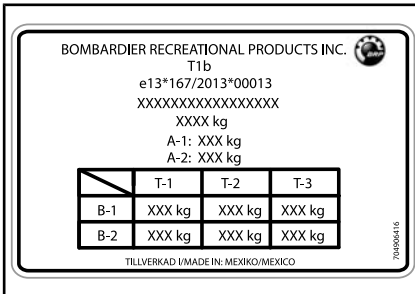 BOMBARDIER RECREATIONAL PRODUCTS INC.
BRP
T1b
e13*167/2013*00013
XXXXXXXXXXXXXXXXX
XXXX kg
A-1: XXX kg
A-2: XXX kg
T-1 T-2 T-3
B-1 XXX kg XXX kg XXX kg
B-2 XXX kg XXX kg XXX kg
TILLVERKAD I/MADE IN: MEXIKO/MEXICO
704906416